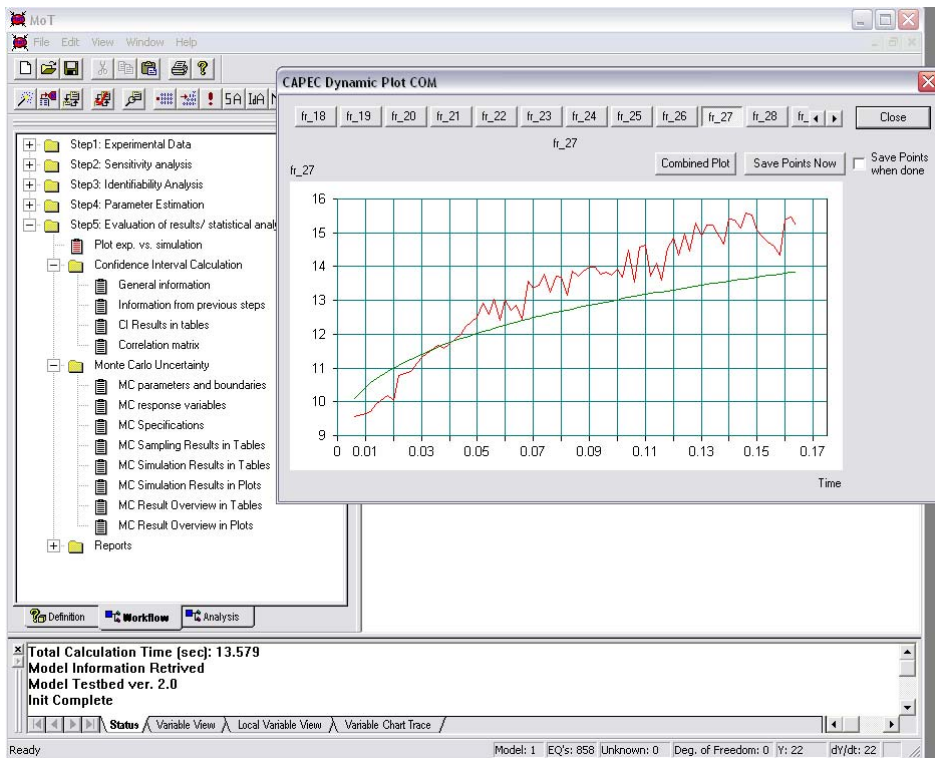 MoT
File Edit View Window Help
CAPEC Dynamic Plot COM
fr_18 fr_19 fr_20 fr_21 fr_22 fr_23 fr_24 fr_25 fr_26 fr_27 fr_28 fr_ Close
fr_27
fr_27
Combined Plot Save Points Now Save Points when done
16
15
14
13
12
11
10
9
0 0.01 0.03 0.05 0.07 0.09 0.11 0.13 0.15 0.17
Time
Step1: Experimental Data
Step2: Sensitivity analysis
Step3: Identifiability Analysis
Step4: Parameter Estimation
Step5: Evaluation of results/ statistical anal
Plot exp. vs. simulation
Confidence Interval Calculation
General information
Information from previous steps
CI Results in tables
Correlation matrix
Monte Carlo Uncertainty
MC parameters and boundaries
MC response variables
MC Specifications
MC Sampling Results in Tables
MC Simulation Results in Tables
MC Simulation Results in Plots
MC Result Overview in Tables
MC Result Overview in Plots
Reports
Definition Workflow Analysis
Total Calculation Time (sec): 13.579
Model Information Retrived
Model Testbed ver. 2.0
Init Complete
Status Variable View Local Variable View Variable Chart Trace
Ready Model: 1 EQ's: 858 Unknown: 0 Deg. of Freedom: 0 Y: 22 dY/dt: 22